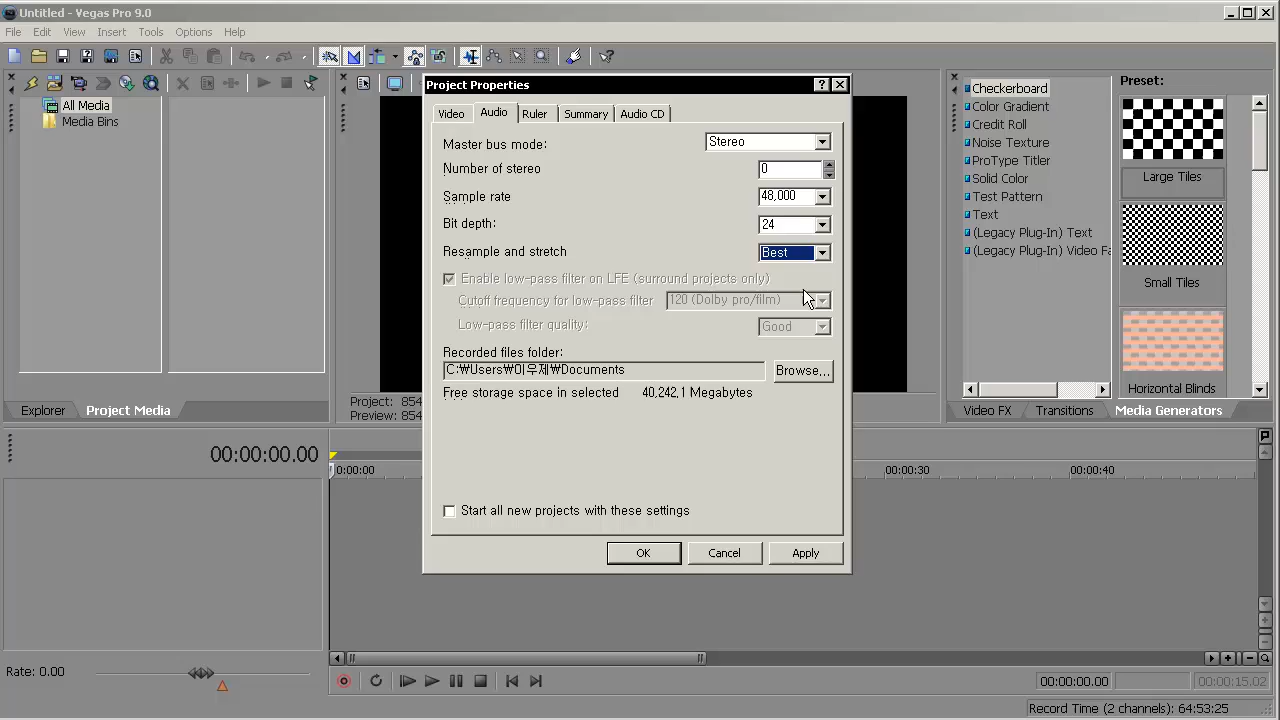 Untitled - Vegas Pro 9.0
File Edit View Insert Tools Options Help
All Media
Media Bins
Explorer
Project Media
Project Properties
Video Audio Ruler Summary Audio CD
Master bus mode: Stereo
Number of stereo 0
Sample rate 48,000
Bit depth: 24
Resample and stretch Best
Enable low-pass filter on LFE (surround projects only)
Cutoff frequency for low-pass filter 120 (Dolby pro/film)
Low-pass filter quality: Good
Recorded files folder:
C:₩Users₩이우제₩Documents
Browse...
Free storage space in selected 40,242.1 Megabytes
Start all new projects with these settings
OK Cancel Apply
Project: 854
Preview: 854
Checkerboard
Color Gradient
Credit Roll
Noise Texture
ProType Titler
Solid Color
Test Pattern
Text
(Legacy Plug-In) Text
(Legacy Plug-In) Video Fa
Preset:
Large Tiles
Small Tiles
Horizontal Blinds
Video FX Transitions Media Generators
00:00:00.00
0:00:00 00:00:30 00:00:40
Rate: 0.00
00:00:00.00 00:00:15.02
Record Time (2 channels): 64:53:25